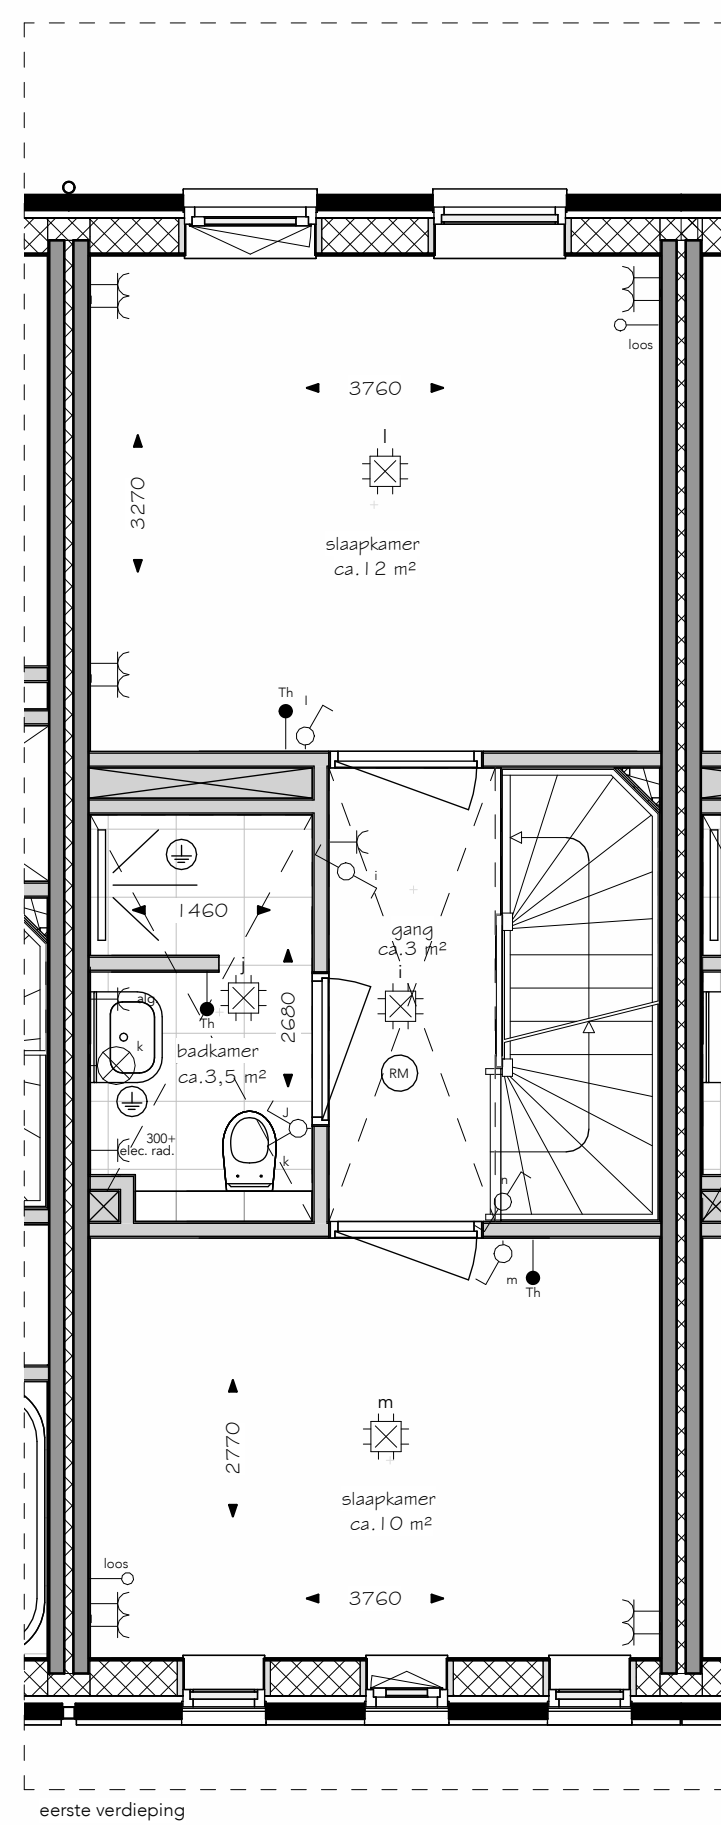 loos
3760
l
3270
slaapkamer
ca.12 m²
Th
l
i
1460
gang
ca.3 m²
j
i
alg
Th
2680
k
badkamer
ca.3,5 m²
RM
J
300+
elec. rad.
k
n
m
Th
m
2770
slaapkamer
ca.10 m²
loos
3760
eerste verdieping